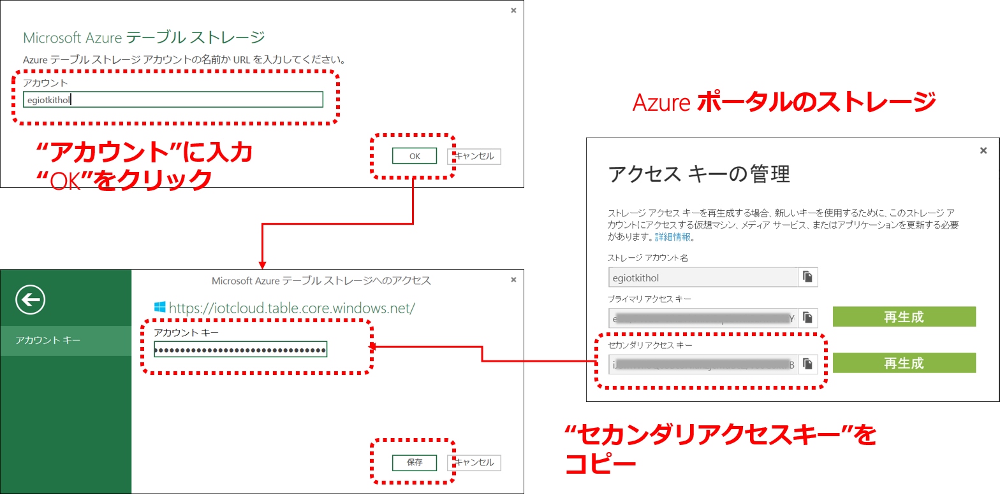 Microsoft Azure テーブル ストレージ
Azure テーブル ストレージ アカウントの名前か URL を入力してください。
アカウント
egiotkithol
“アカウント”に入力
“OK”をクリック
OK
キャンセル
Microsoft Azure テーブル ストレージへのアクセス
アカウント キー
https://iotcloud.table.core.windows.net/
アカウント キー
保存
キャンセル
Azure ポータルのストレージ
アクセス キーの管理
ストレージ アクセス キーを再生成する場合、新しいキーを使用するために、このストレージ ア
カウントにアクセスする仮想マシン、メディア サービス、またはアプリケーションを更新する必要
があります。詳細情報。
ストレージ アカウント名
egiotkithol
プライマリ アクセス キー
再生成
セカンダリ アクセス キー
再生成
“セカンダリアクセスキー”を
コピー